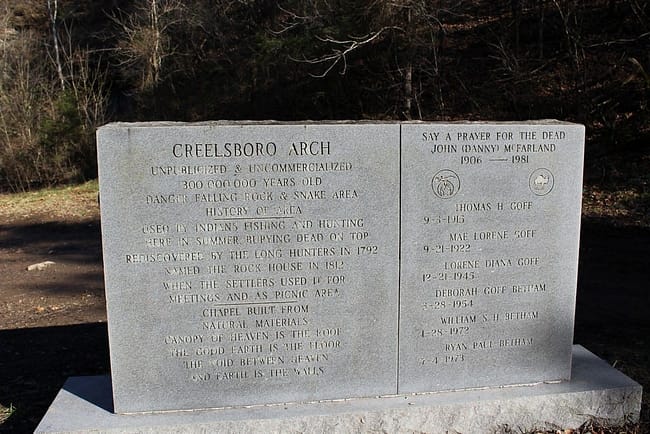 CREELSBORO ARCH
UNPUBLICIZED & UNCOMMERCIALIZED
300,000,000 YEARS OLD
DANGER FALLING ROCK & SNAKE AREA
HISTORY OF AREA
USED BY INDIANS FISHING AND HUNTING
HERE IN SUMMER BURYING DEAD ON TOP
REDISCOVERED BY THE LONG HUNTERS IN 1792
NAMED THE ROCK HOUSE IN 1812
WHEN THE SETTLERS USED IT FOR
MEETINGS AND AS PICNIC AREA
CHAPEL BUILT FROM
NATURAL MATERIALS
CANOPY OF HEAVEN IS THE ROOF
THE GOOD EARTH IS THE FLOOR
THE VOID BETWEEN HEAVEN
AND EARTH IS THE WALLS
SAY A PRAYER FOR THE DEAD
JOHN (DANNY) MCFARLAND
1906 — 1981
THOMAS H GOFF
MAE LORENE GOFF
9-21-1922
LORENE DIANA GOFF
12-21-1945
DEBORAH GOFF BETHAM
3-28-1954
WILLIAM S. H. BETHAM
1-28-1972
RYAN PAUL BETHAM
7-4-1973